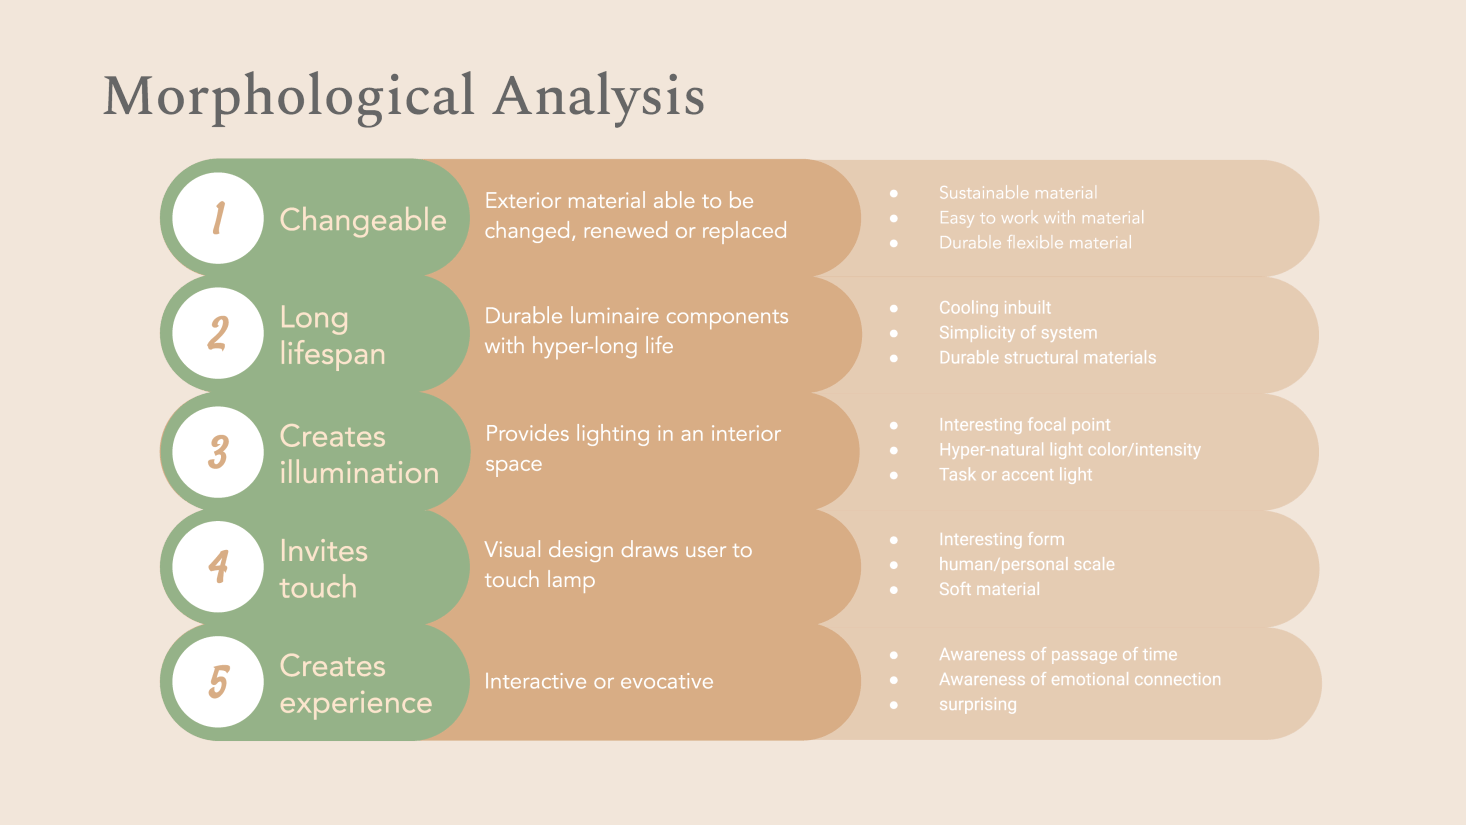 Morphological Analysis
1
Changeable
Exterior material able to be
changed, renewed or replaced
● Sustainable material
● Easy to work with material
● Durable flexible material
2
Long
lifespan
Durable luminaire components
with hyper-long life
● Cooling inbuilt
● Simplicity of system
● Durable structural materials
3
Creates
illumination
Provides lighting in an interior
space
● Interesting focal point
● Hyper-natural light color/intensity
● Task or accent light
4
Invites
touch
Visual design draws user to
touch lamp
● Interesting form
● human/personal scale
● Soft material
5
Creates
experience
Interactive or evocative
● Awareness of passage of time
● Awareness of emotional connection
● surprising